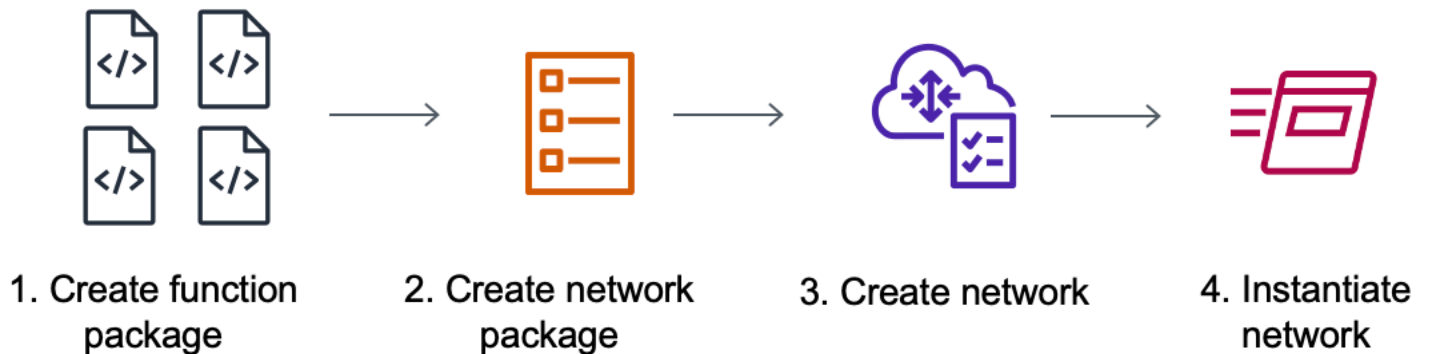 </>
</>
</>
</>
1. Create function
package
2. Create network
package
3. Create network
4. Instantiate
network